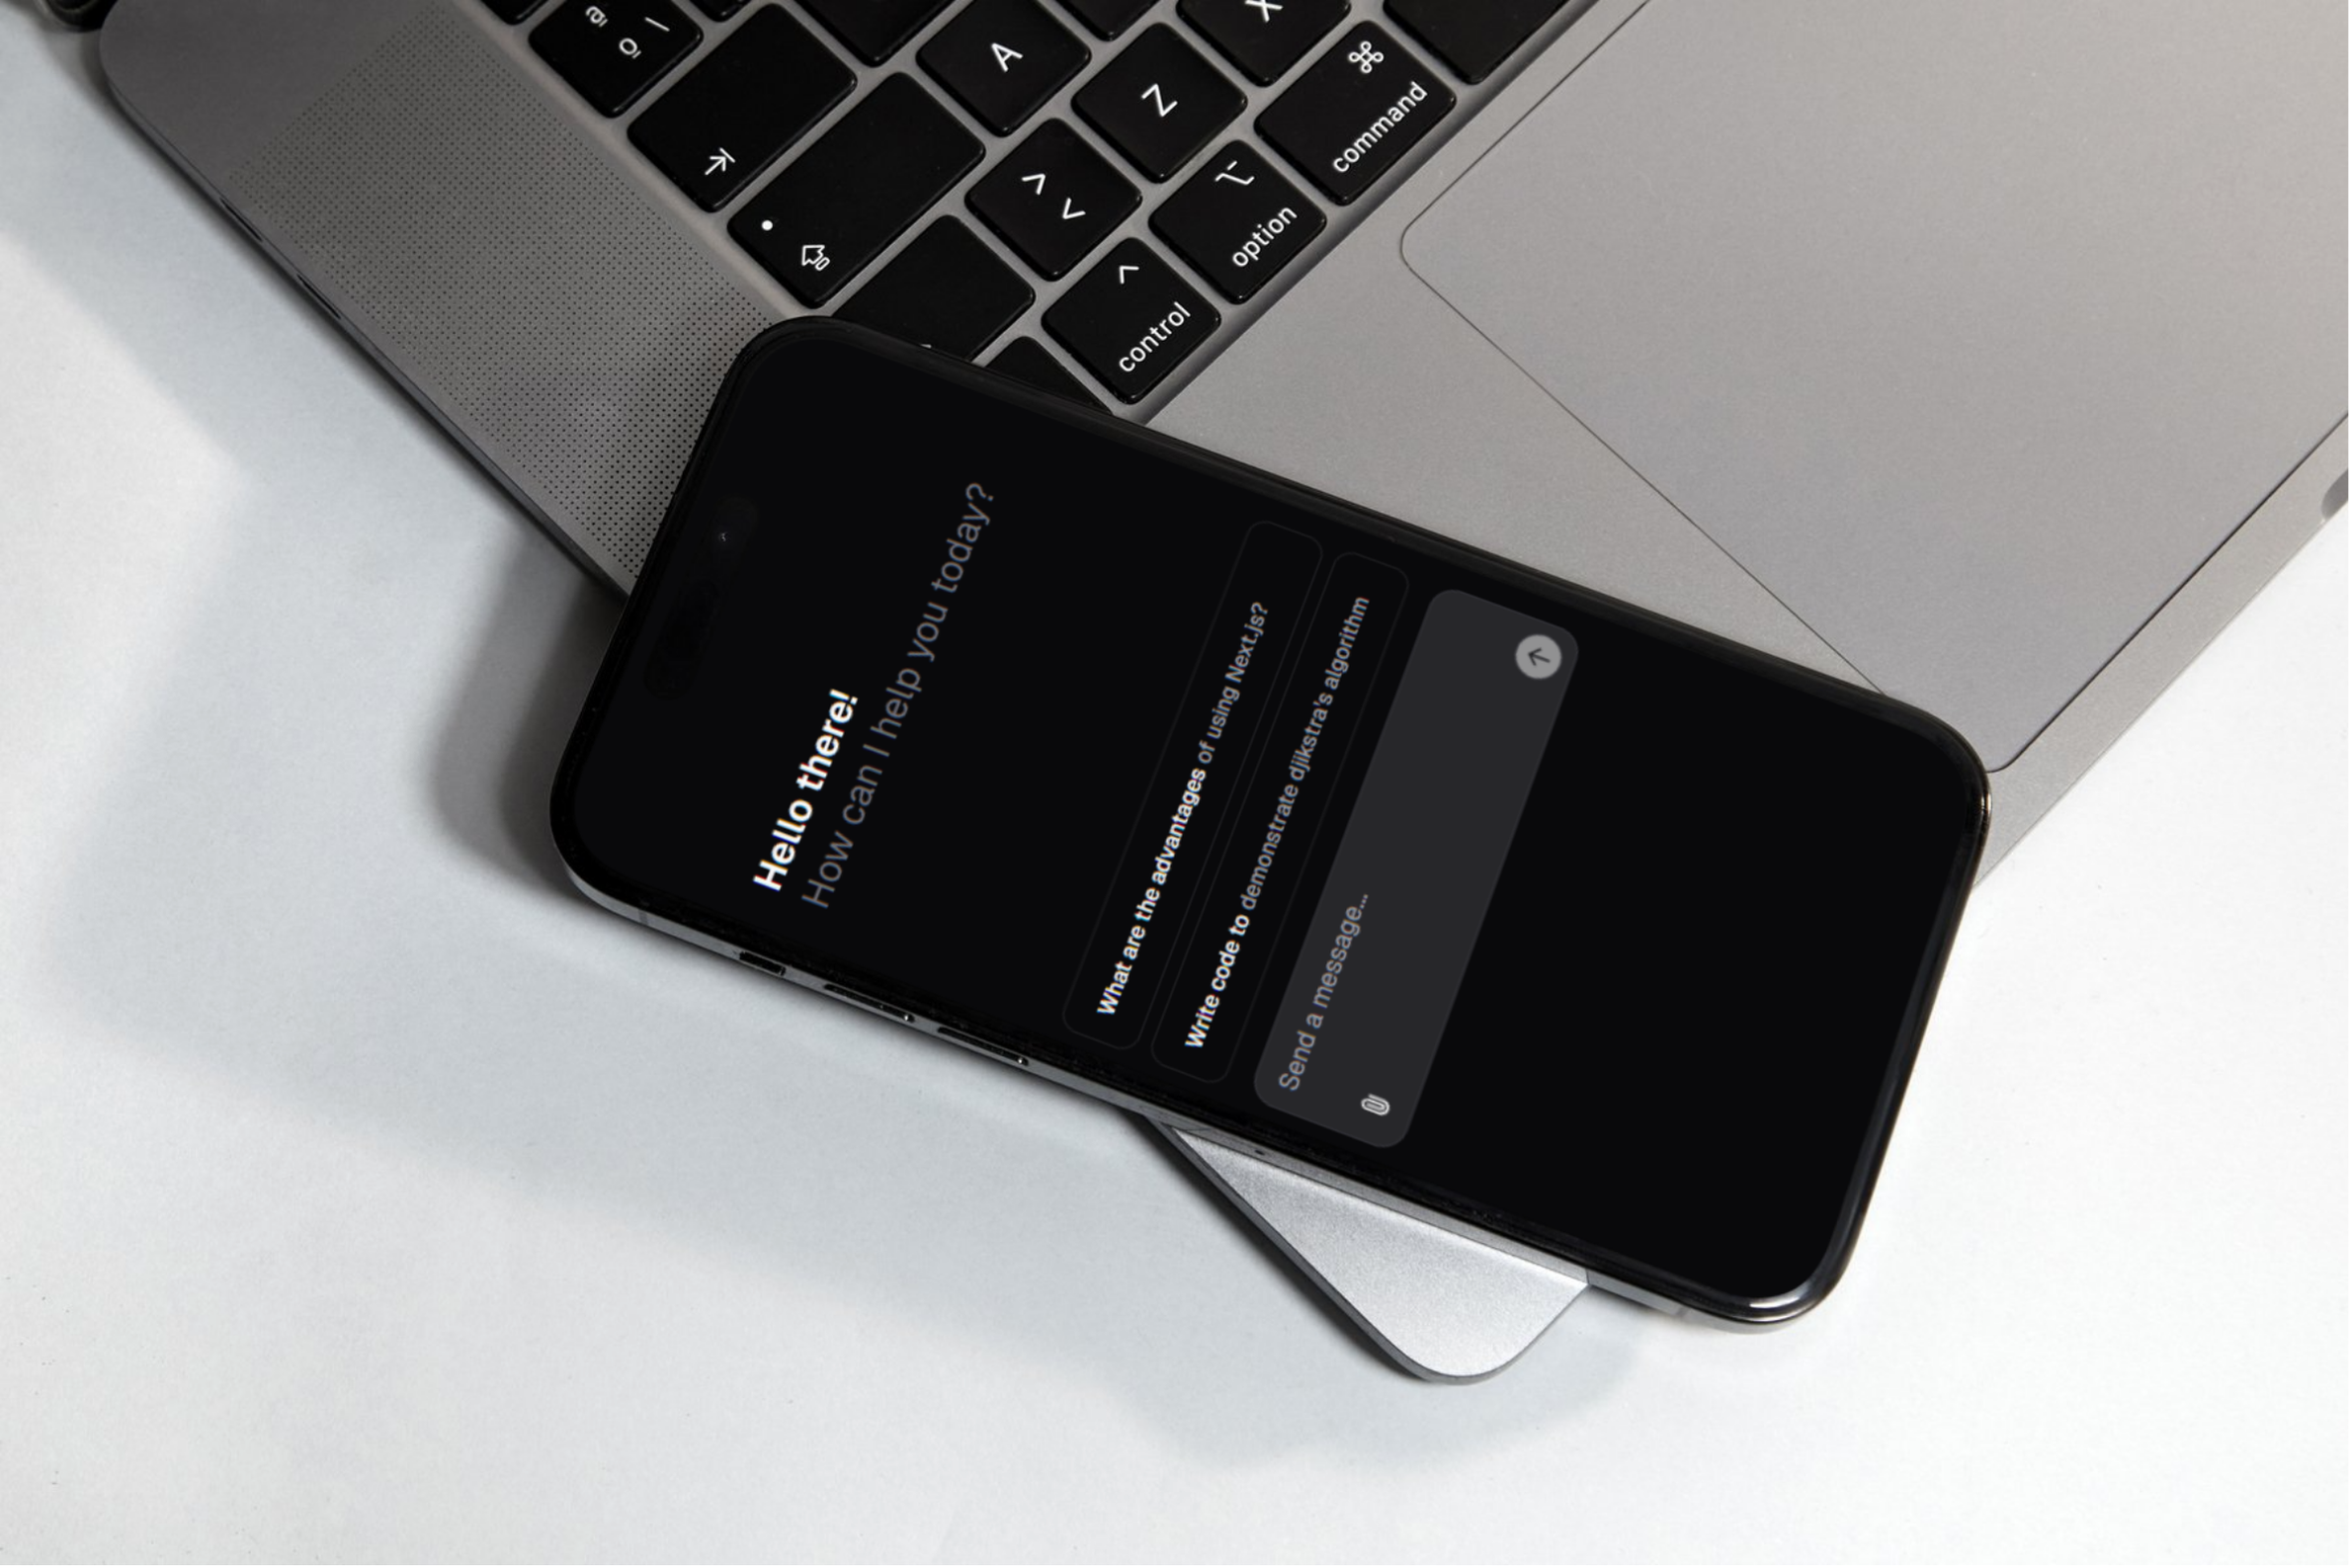 ª
º \
A
Z
X
⌘
command
< >
⌥
option
^
control
Hello there!
How can I help you today?
What are the advantages of using Next.js?
Write code to demonstrate djikstra's algorithm
Send a message...